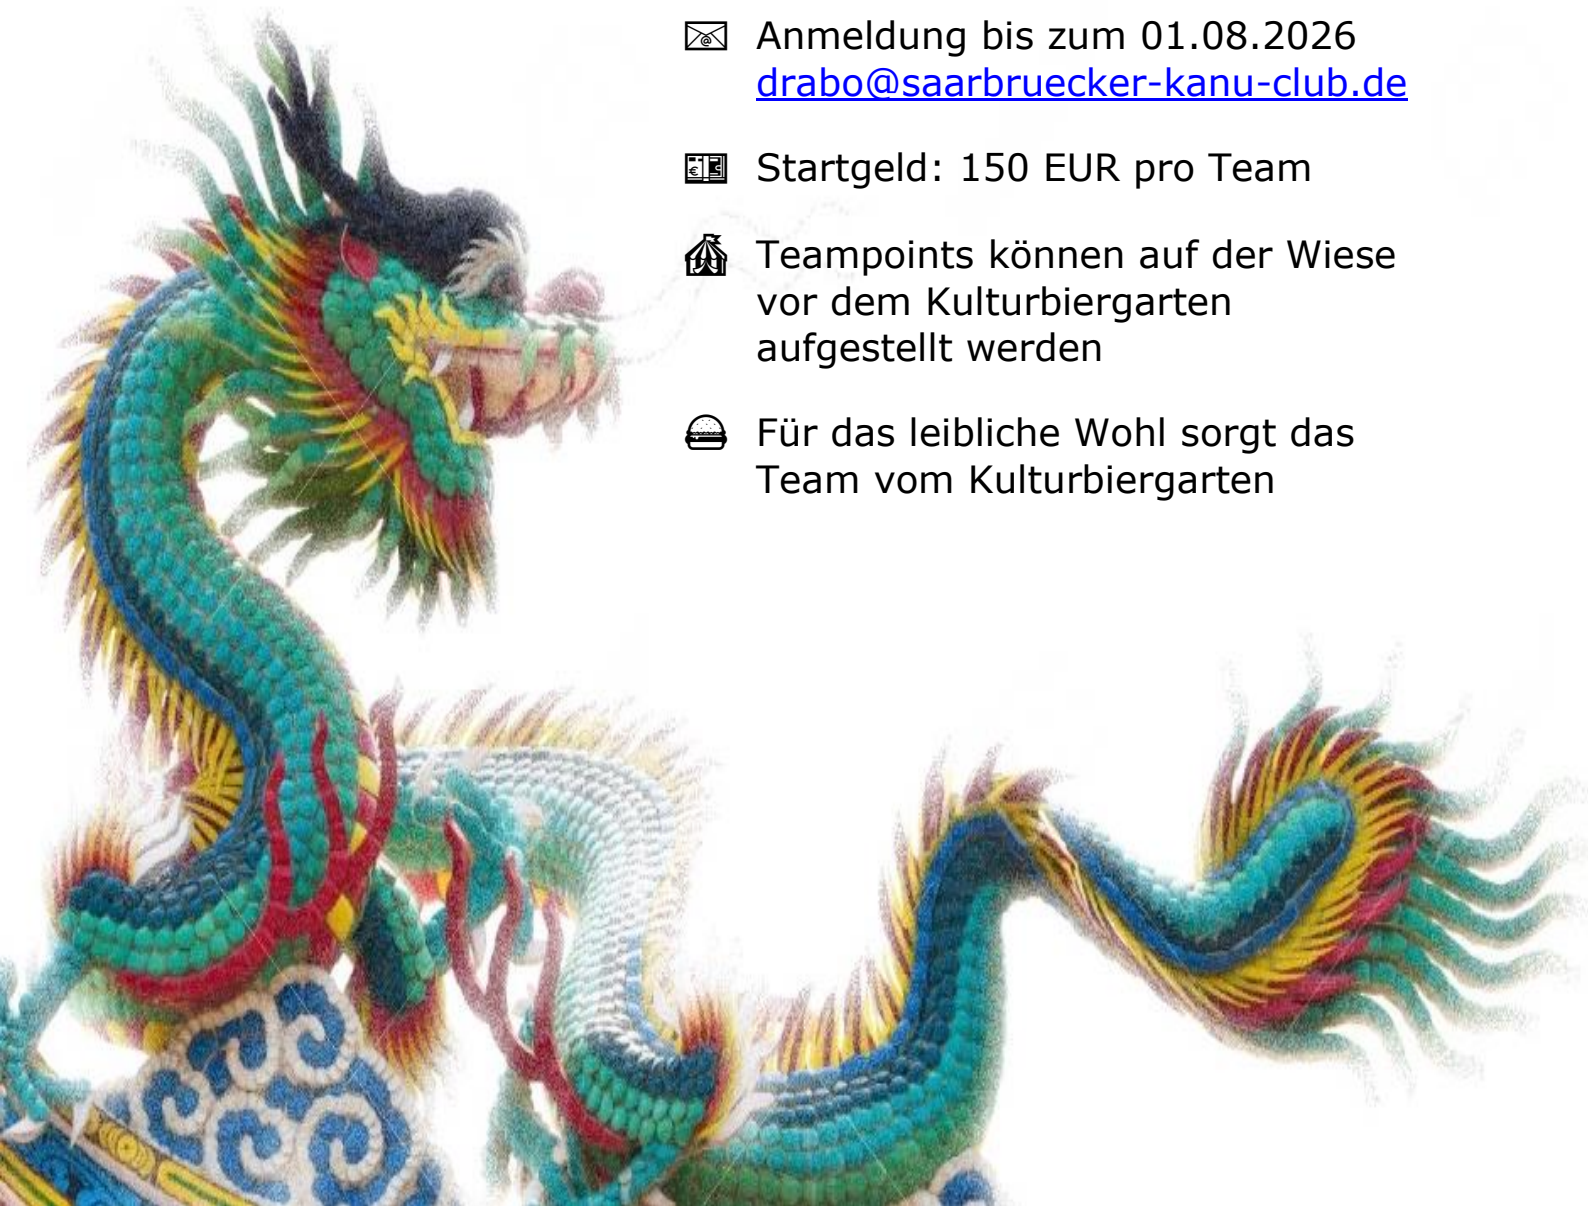 Anmeldung bis zum 01.08.2026
drabo@saarbruecker-kanu-club.de
Startgeld: 150 EUR pro Team
Teampoints können auf der Wiese
vor dem Kulturbiergarten
aufgestellt werden
Für das leibliche Wohl sorgt das
Team vom Kulturbiergarten